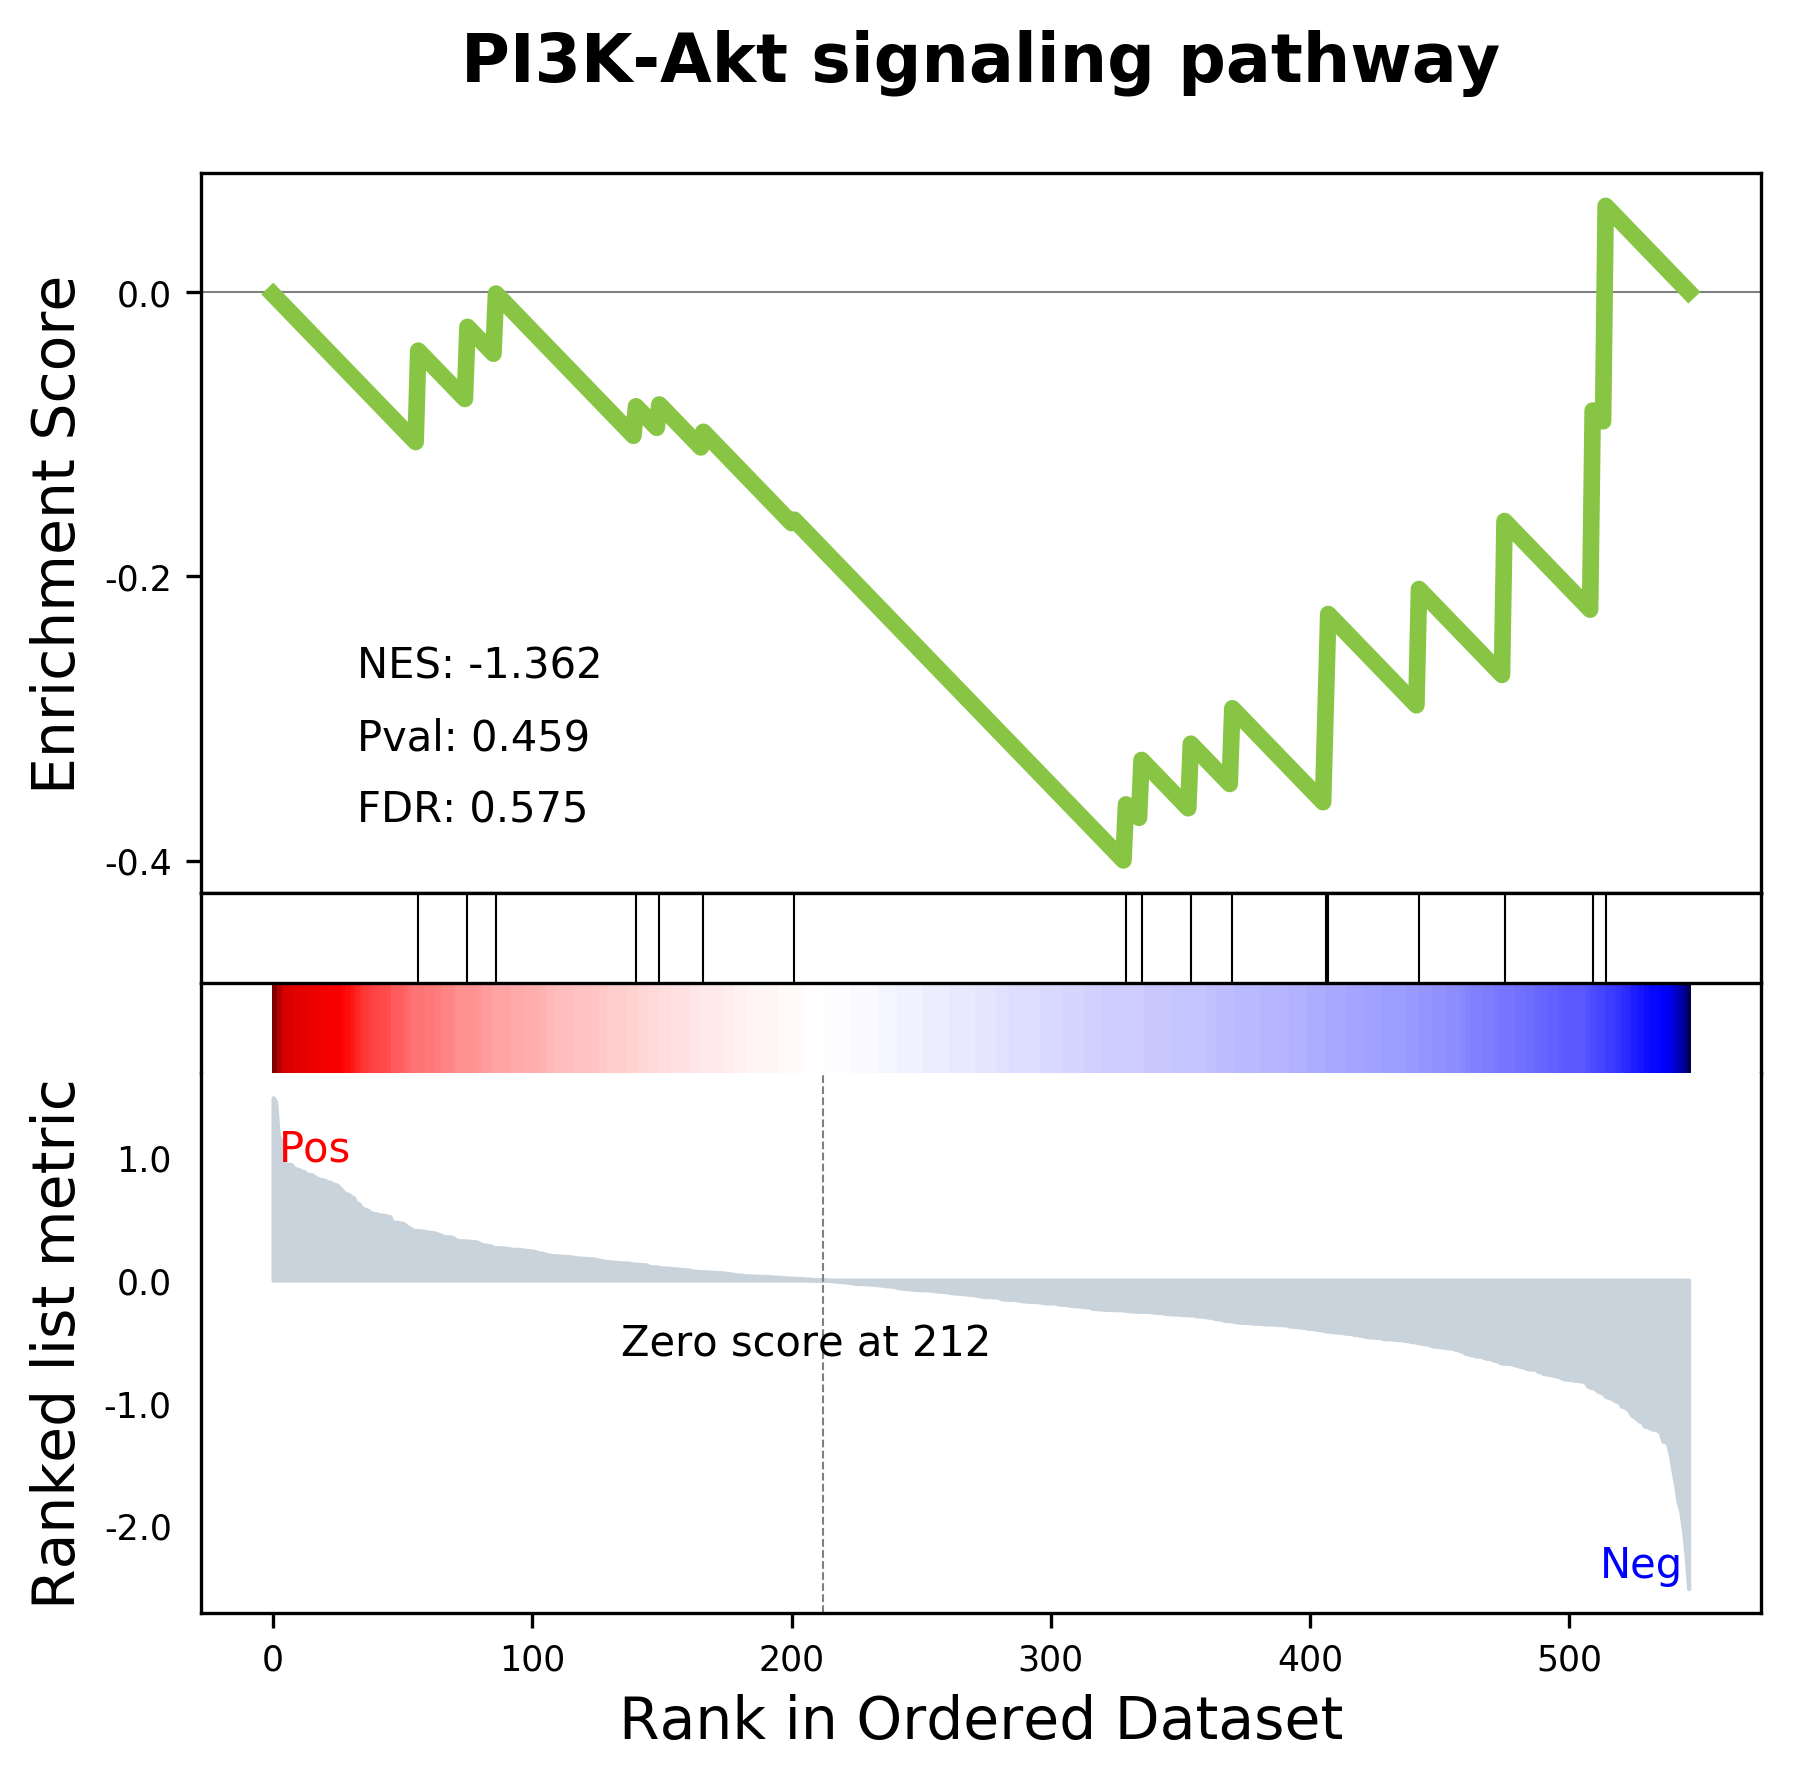 PI3K-Akt signaling pathway
Enrichment Score
0.0
-0.2
-0.4
NES: -1.362
Pval: 0.459
FDR: 0.575
Ranked list metric
1.0
0.0
-1.0
-2.0
Pos
Zero score at 212
Neg
0 100 200 300 400 500
Rank in Ordered Dataset